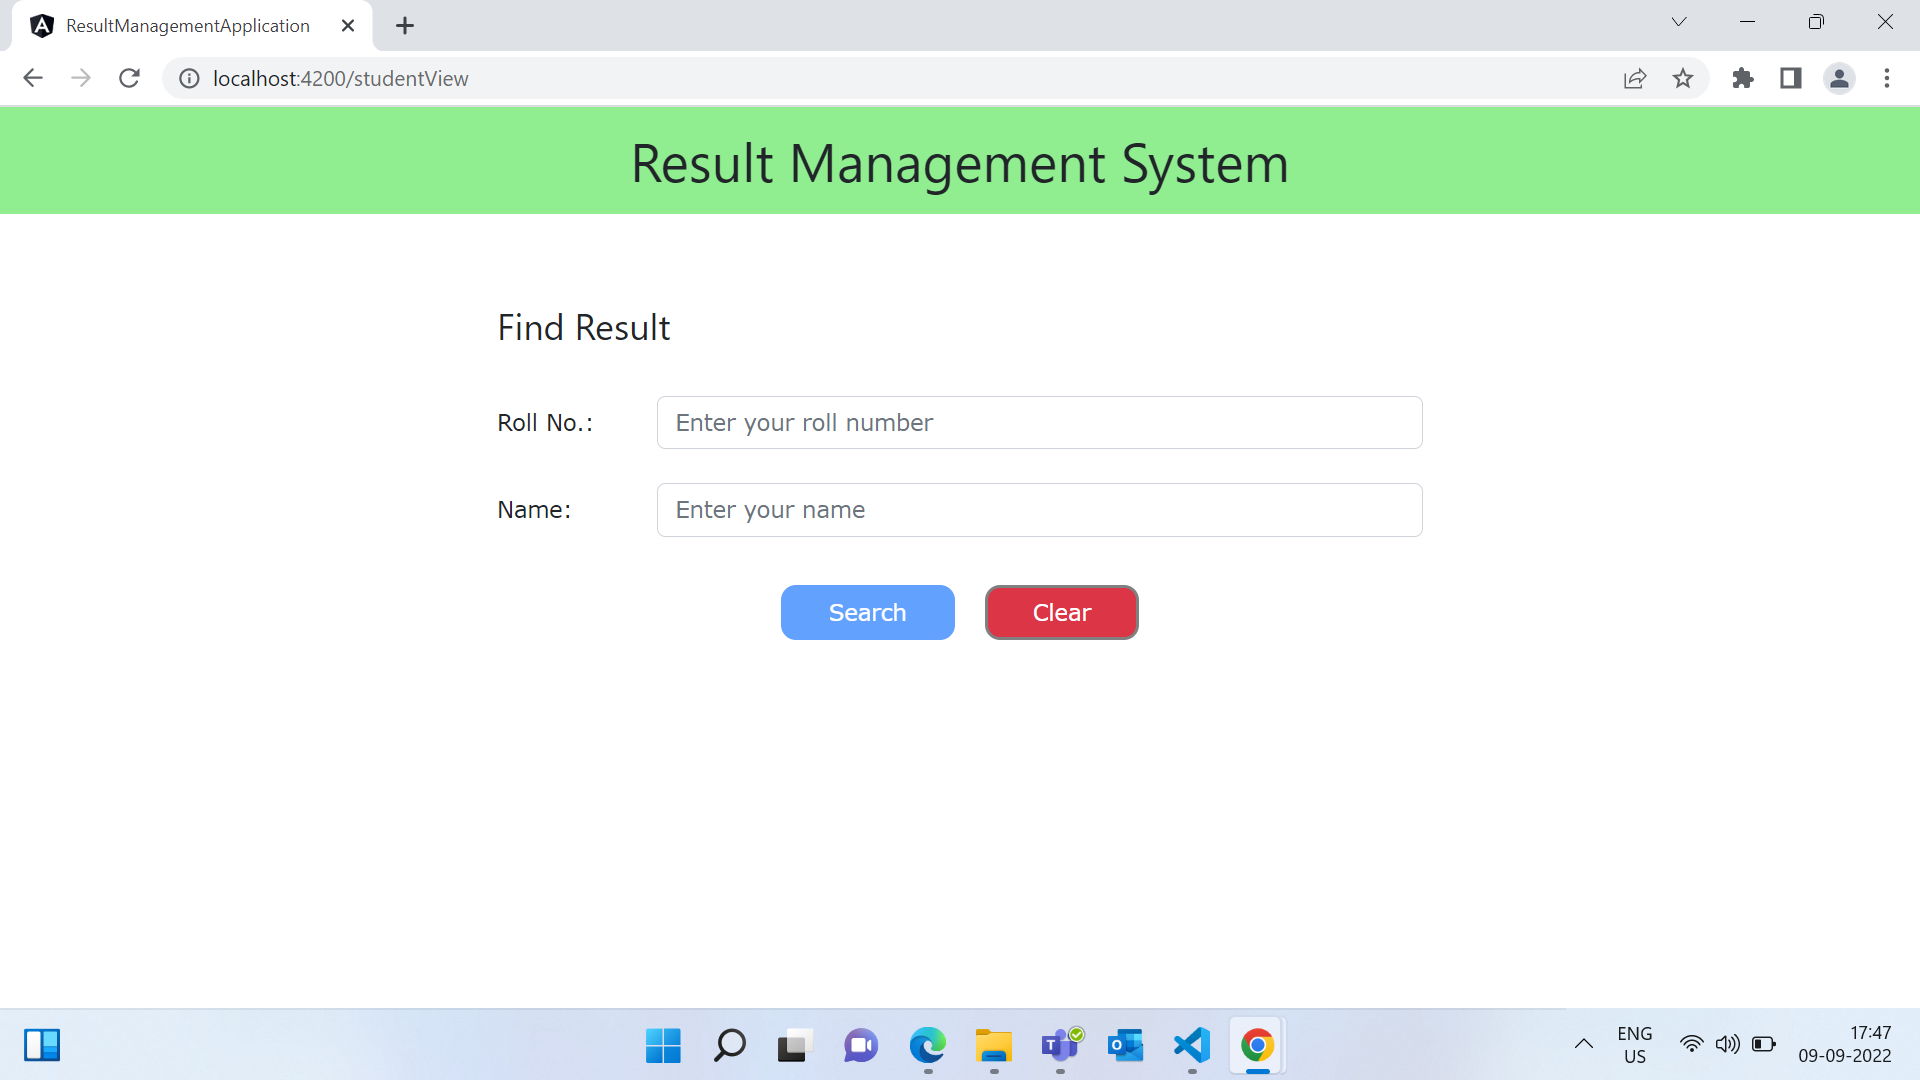 ResultManagementApplication
localhost:4200/studentView
Result Management System
Find Result
Roll No.: Enter your roll number
Name: Enter your name
Search Clear
ENG
US
17:47
09-09-2022